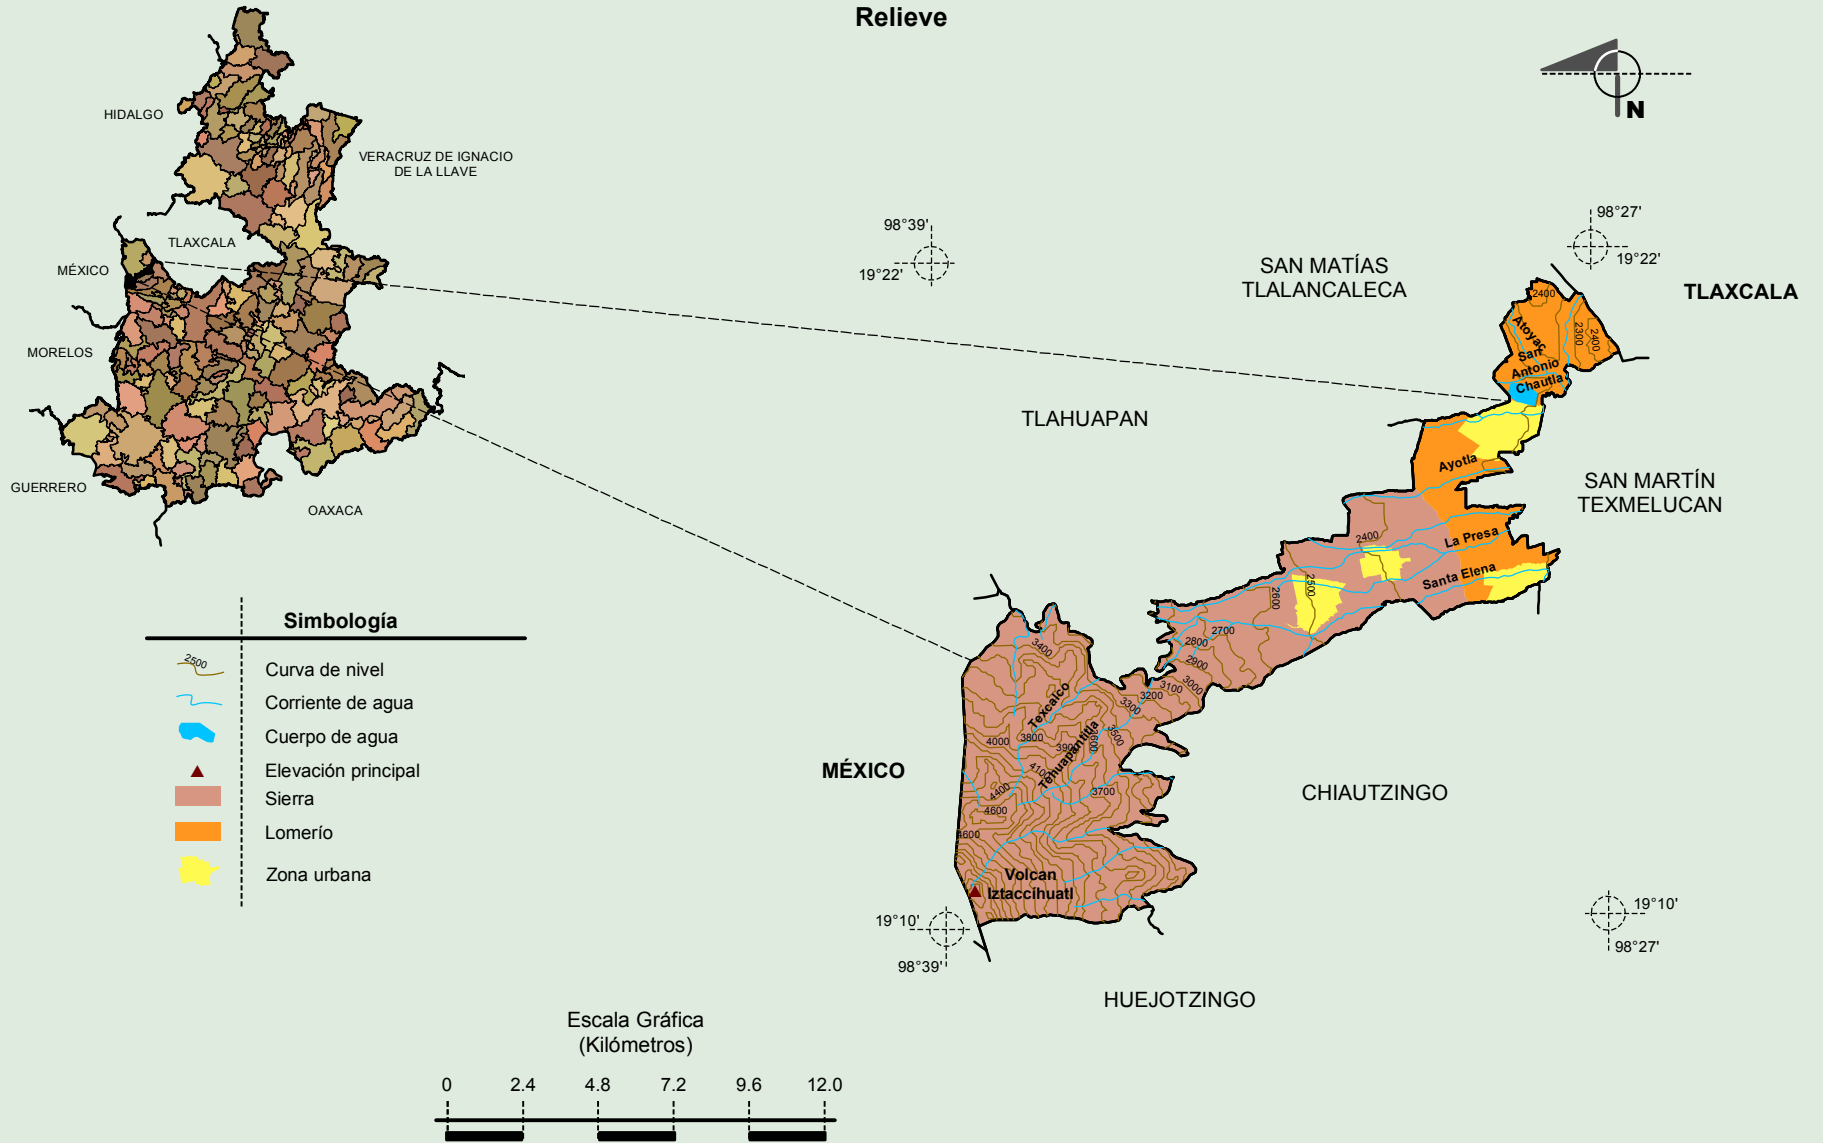 Relieve
N
HIDALGO
VERACRUZ DE IGNACIO
DE LA LLAVE
TLAXCALA
MÉXICO
MORELOS
GUERRERO
OAXACA
98°39'
19°22'
98°27'
19°22'
SAN MATÍAS
TLALANCALECA
TLAXCALA
2400
2300
2400
Atoyac
San
Antonio
Chautla
TLAHUAPAN
Ayotla
SAN MARTÍN
TEXMELUCAN
2400
La Presa
Santa Elena
2500
2600
2700
2800
2900
3000
3100
3200
3300
3400
3500
3600
Texcalco
Tehuapantitla
4000
3800
3900
4100
3700
4400
4600
4600
MÉXICO
CHIAUTZINGO
Volcan
Iztaccihuatl
19°10'
98°39'
19°10'
98°27'
HUEJOTZINGO
Simbología
2500
Curva de nivel
Corriente de agua
Cuerpo de agua
Elevación principal
Sierra
Lomerío
Zona urbana
Escala Gráfica
(Kilómetros)
0 2.4 4.8 7.2 9.6 12.0